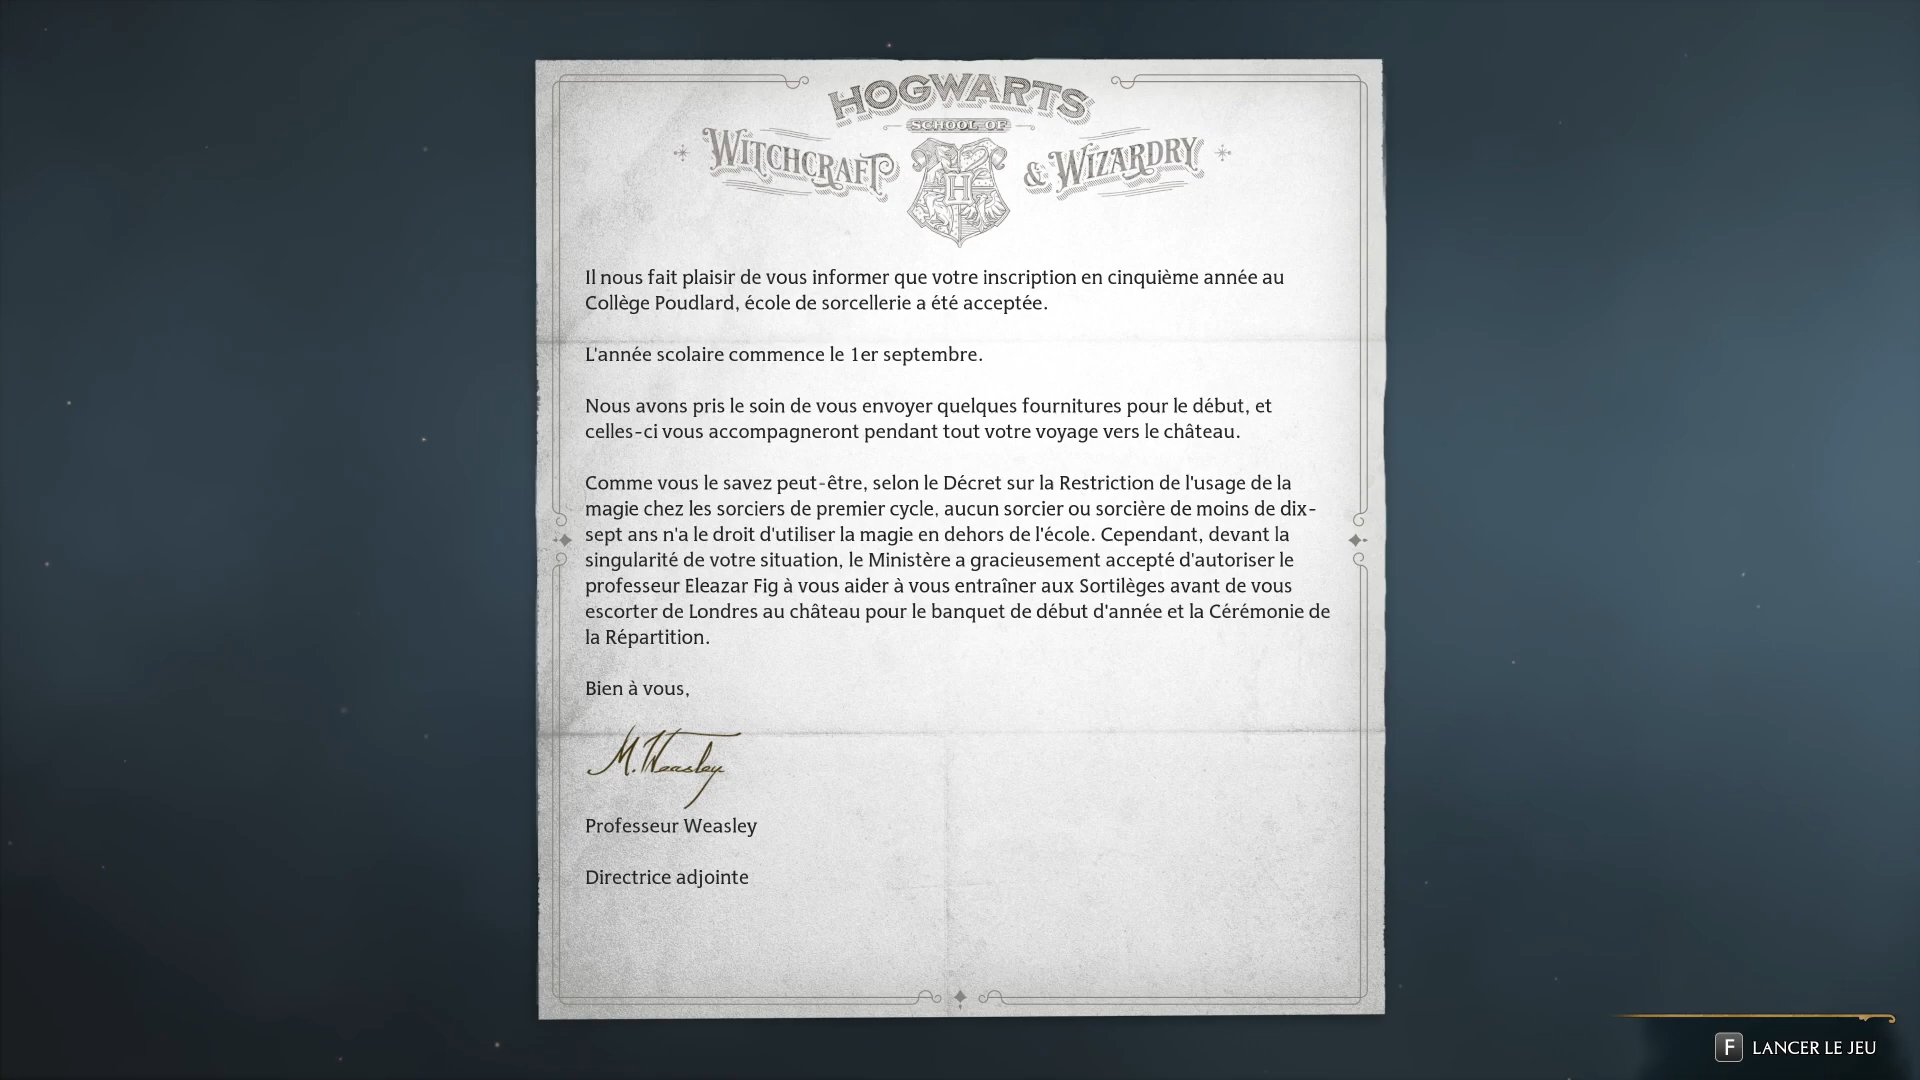 HOGWARTS
SCHOOL OF
WITCHCRAFT & WIZARDRY
H
Il nous fait plaisir de vous informer que votre inscription en cinquième année au
Collège Poudlard, école de sorcellerie a été acceptée.
L'année scolaire commence le 1er septembre.
Nous avons pris le soin de vous envoyer quelques fournitures pour le début, et
celles-ci vous accompagneront pendant tout votre voyage vers le château.
Comme vous le savez peut-être, selon le Décret sur la Restriction de l'usage de la
magie chez les sorciers de premier cycle, aucun sorcier ou sorcière de moins de dix-
sept ans n'a le droit d'utiliser la magie en dehors de l'école. Cependant, devant la
singularité de votre situation, le Ministère a gracieusement accepté d'autoriser le
professeur Eleazar Fig à vous aider à vous entraîner aux Sortilèges avant de vous
escorter de Londres au château pour le banquet de début d'année et la Cérémonie de
la Répartition.
Bien à vous,
M. Weasley
Professeur Weasley
Directrice adjointe
F LANCER LE JEU